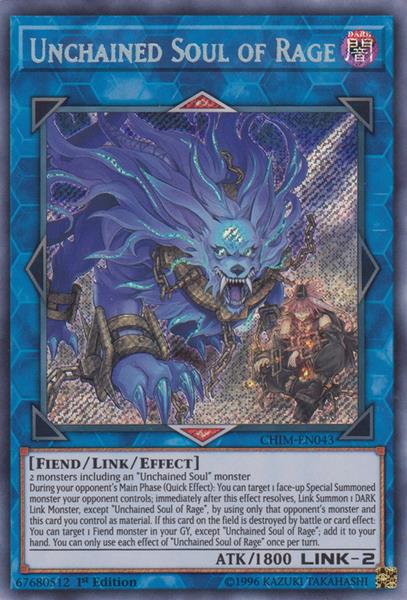 UNCHAINED SOUL OF RAGE
DARK
闇
CHIM-EN043
[FIEND/LINK/EFFECT]
2 monsters including an "Unchained Soul" monster
During your opponent's Main Phase (Quick Effect): You can target 1 face-up Special Summoned
monster your opponent controls; immediately after this effect resolves, Link Summon 1 DARK
Link Monster, except "Unchained Soul of Rage", by using only that opponent's monster and
this card you control as material. If this card on the field is destroyed by battle or card effect:
You can target 1 Fiend monster in your GY, except "Unchained Soul of Rage"; add it to your
hand. You can only use each effect of "Unchained Soul of Rage" once per turn.
ATK/1800 LINK-2
67680512 1st Edition ©1996 KAZUKI TAKAHASHI